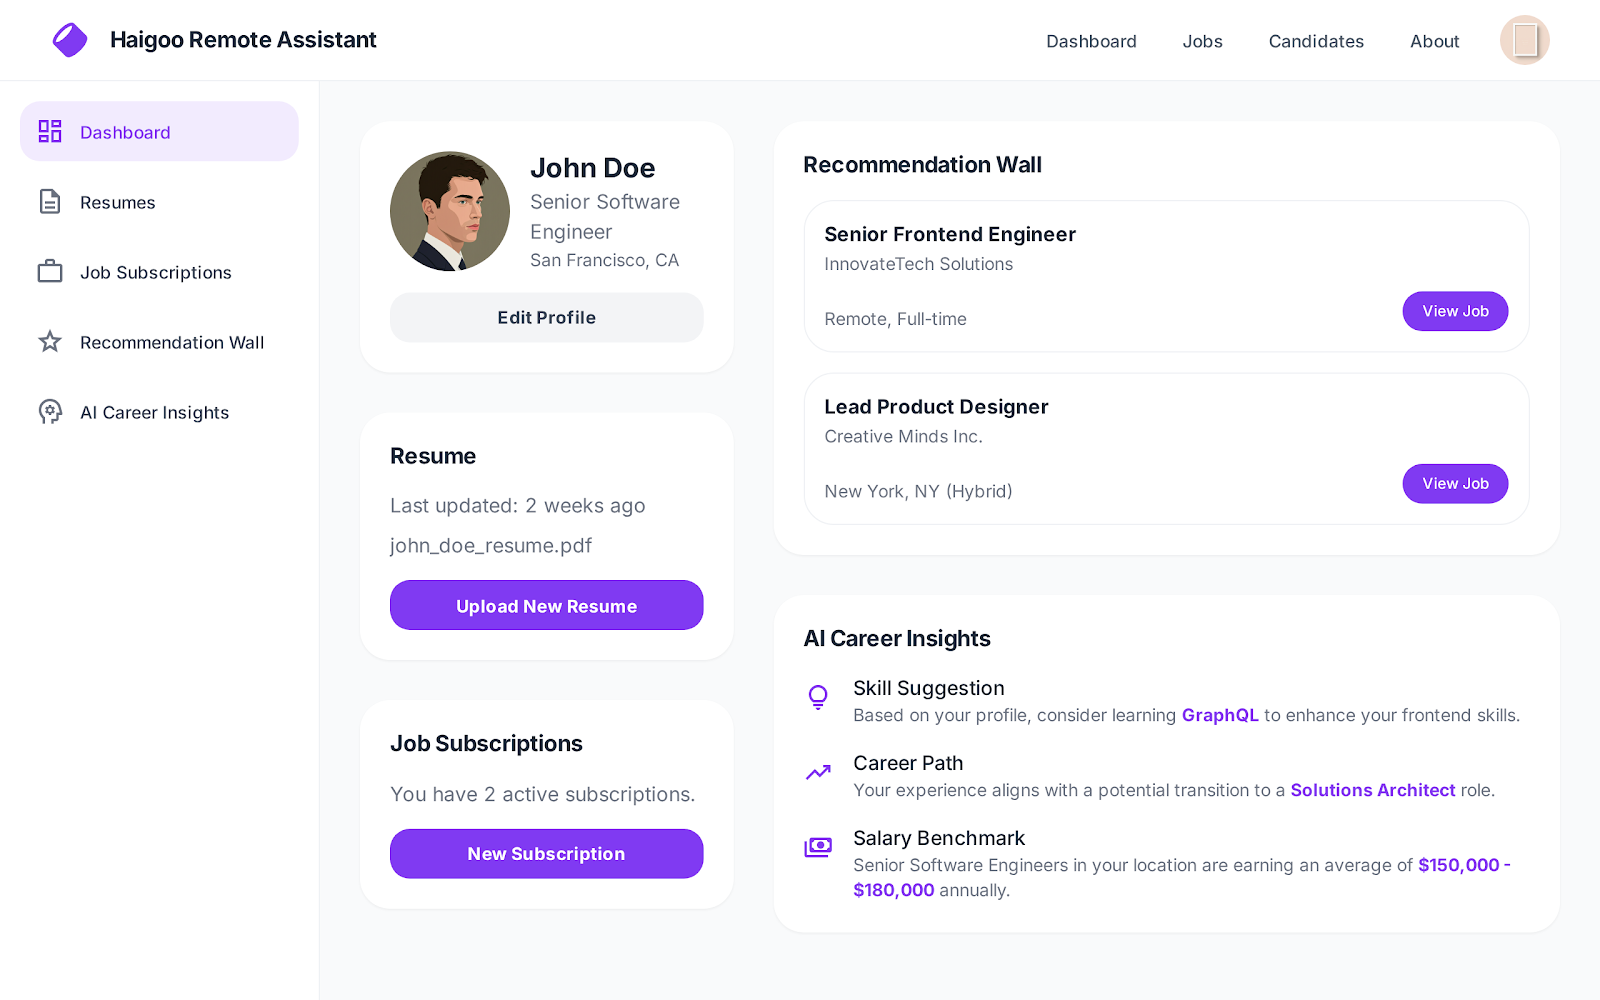 Haigoo Remote Assistant
Dashboard
Jobs
Candidates
About
Dashboard
Resumes
Job Subscriptions
Recommendation Wall
AI Career Insights
John Doe
Senior Software
Engineer
San Francisco, CA
Edit Profile
Resume
Last updated: 2 weeks ago
john_doe_resume.pdf
Upload New Resume
Job Subscriptions
You have 2 active subscriptions.
New Subscription
Recommendation Wall
Senior Frontend Engineer
InnovateTech Solutions
Remote, Full-time
View Job
Lead Product Designer
Creative Minds Inc.
New York, NY (Hybrid)
View Job
AI Career Insights
Skill Suggestion
Based on your profile, consider learning GraphQL to enhance your frontend skills.
Career Path
Your experience aligns with a potential transition to a Solutions Architect role.
Salary Benchmark
Senior Software Engineers in your location are earning an average of $150,000 -
$180,000 annually.